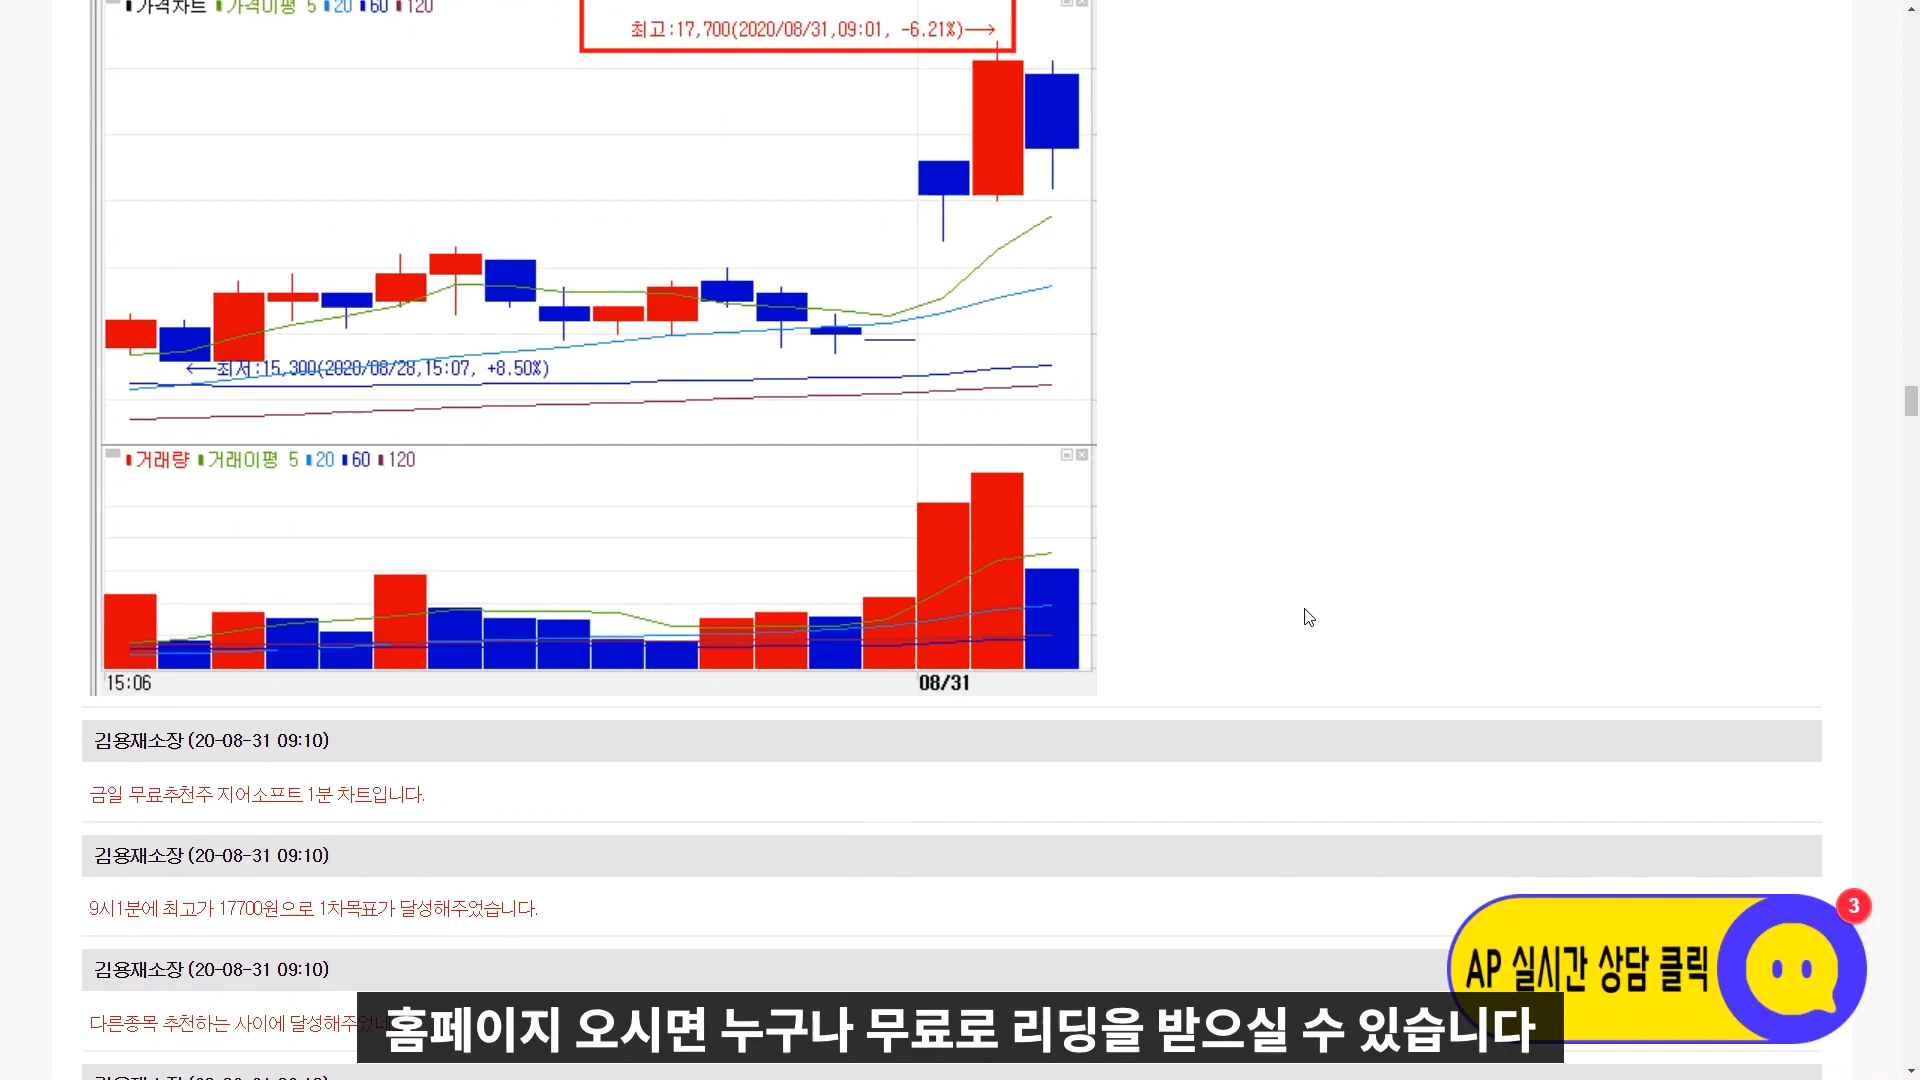 가격차트 가격이평 5 20 60 120
최고:17,700(2020/08/31,09:01, -6.21%)→
←최저:15,300(2020/08/28,15:07, +8.50%)
거래량 거래이평 5 20 60 120
15:06 08/31
김용재소장 (20-08-31 09:10)
금일 무료추천주 지어소프트 1분 차트입니다.
김용재소장 (20-08-31 09:10)
9시1분에 최고가 17700원으로 1차목표가 달성해주었습니다.
3
김용재소장 (20-08-31 09:10)
AP 실시간 상담 클릭
다른종목 추천하는 사이에 달성해주었네
홈페이지 오시면 누구나 무료로 리딩을 받으실 수 있습니다